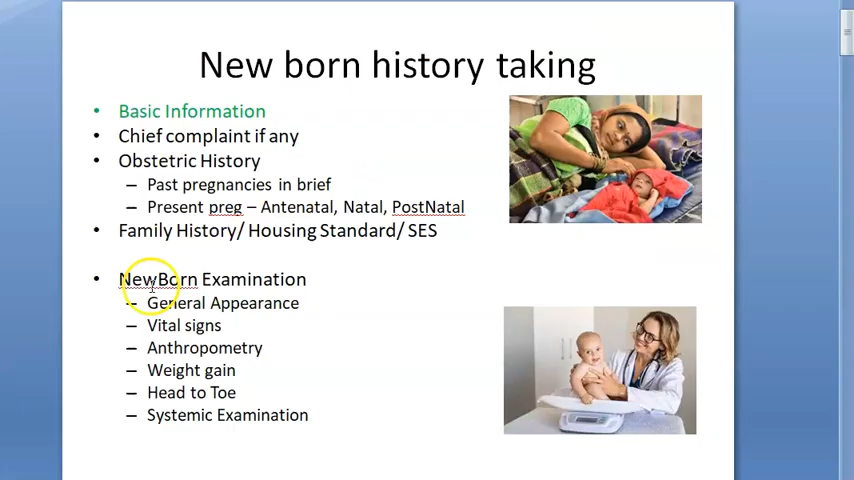 New born history taking
• Basic Information
• Chief complaint if any
• Obstetric History
– Past pregnancies in brief
– Present preg – Antenatal, Natal, PostNatal
• Family History/ Housing Standard/ SES
• NewBorn Examination
– General Appearance
– Vital signs
– Anthropometry
– Weight gain
– Head to Toe
– Systemic Examination